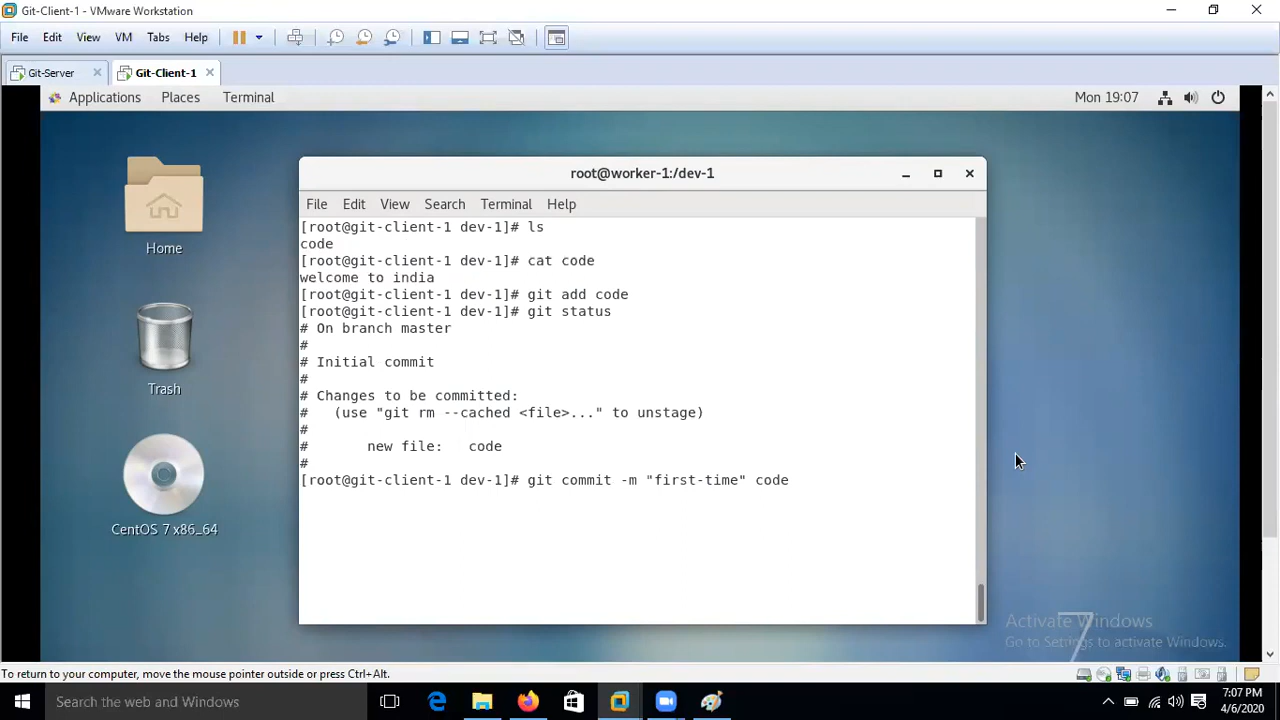 Git-Client-1 - VMware Workstation
File Edit View VM Tabs Help
Git-Server Git-Client-1
Applications Places Terminal Mon 19:07
root@worker-1:/dev-1
File Edit View Search Terminal Help
[root@git-client-1 dev-1]# ls
code
[root@git-client-1 dev-1]# cat code
welcome to india
[root@git-client-1 dev-1]# git add code
[root@git-client-1 dev-1]# git status
# On branch master
#
# Initial commit
#
# Changes to be committed:
#   (use "git rm --cached <file>..." to unstage)
#
#       new file:   code
#
[root@git-client-1 dev-1]# git commit -m "first-time" code
Home
Trash
CentOS 7 x86_64
7
Activate Windows
Go to Settings to activate Windows.
To return to your computer, move the mouse pointer outside or press Ctrl+Alt.
Search the web and Windows
7:07 PM
4/6/2020